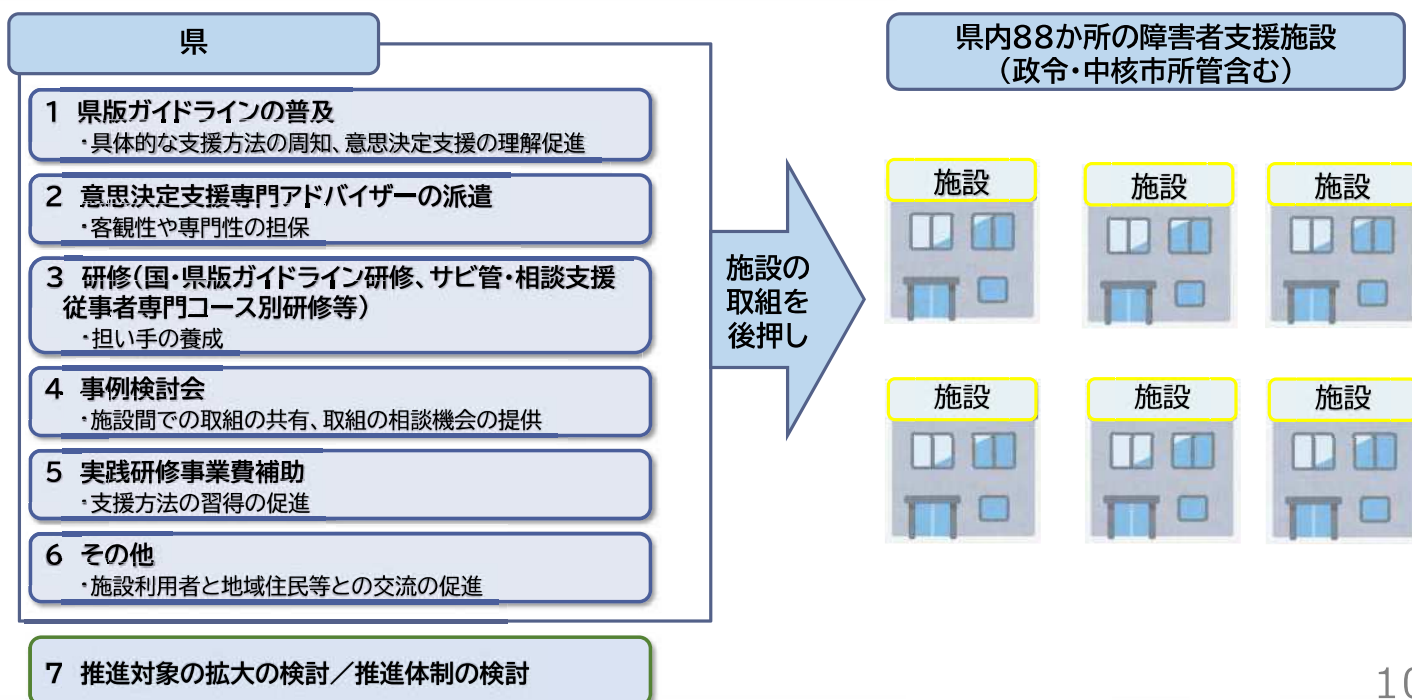 県
1 県版ガイドラインの普及
・具体的な支援方法の周知、意思決定支援の理解促進
2 意思決定支援専門アドバイザーの派遣
・客観性や専門性の担保
3 研修(国・県版ガイドライン研修、サビ管・相談支援
従事者専門コース別研修等)
・担い手の養成
4 事例検討会
・施設間での取組の共有、取組の相談機会の提供
5 実践研修事業費補助
・支援方法の習得の促進
6 その他
・施設利用者と地域住民等との交流の促進
7 推進対象の拡大の検討／推進体制の検討
施設の
取組を
後押し
県内88か所の障害者支援施設
(政令・中核市所管含む)
施設
施設
施設
施設
施設
施設